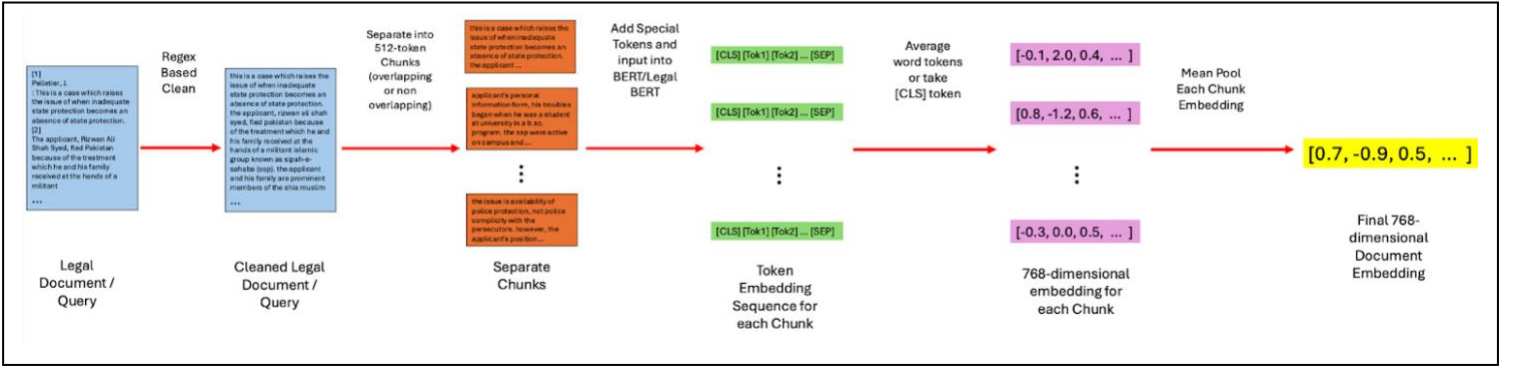 [1]
Pelletier, J.
: This is a case which raises
the issue of when inadequate
state protection becomes an
absence of state protection.
[2]
The applicant, Rizwan Ali
Shah Syed, fled Pakistan
because of the treatment
which he and his family
received at the hands of a
militant
...
Legal
Document /
Query
Regex
Based
Clean
this is a case which raises the
issue of when inadequate
state protection becomes an
absence of state protection.
the applicant, rizwan ali shah
syed, fled pakistan because
of the treatment which he and
his family received at the
hands of a militant islamic
group known as sipah-e-
sahaba (ssp). the applicant
and his family are prominent
members of the shia muslim
...
Cleaned Legal
Document /
Query
Separate into
512-token
Chunks
(overlapping
or non
overlapping)
this is a case which raises the
issue of when inadequate
state protection becomes an
absence of state protection.
the applicant ...
applicant's personal
information form, his troubles
began when he was a student
at university in a b.sc.
program. the ssp were active
on campus and ...
the issue is availability of
police protection, not police
complicity with the
persecutors. however, the
applicant's position...
Separate
Chunks
Add Special
Tokens and
input into
BERT/Legal
BERT
[CLS] [Tok1] [Tok2] ... [SEP]
[CLS] [Tok1] [Tok2] ... [SEP]
[CLS] [Tok1] [Tok2] ... [SEP]
Token
Embedding
Sequence for
each Chunk
Average
word tokens
or take
[CLS] token
[-0.1, 2.0, 0.4, ... ]
[0.8, -1.2, 0.6, ... ]
[-0.3, 0.0, 0.5, ... ]
768-dimensional
embedding for
each Chunk
Mean Pool
Each Chunk
Embedding
[0.7, -0.9, 0.5, ... ]
Final 768-
dimensional
Document
Embedding